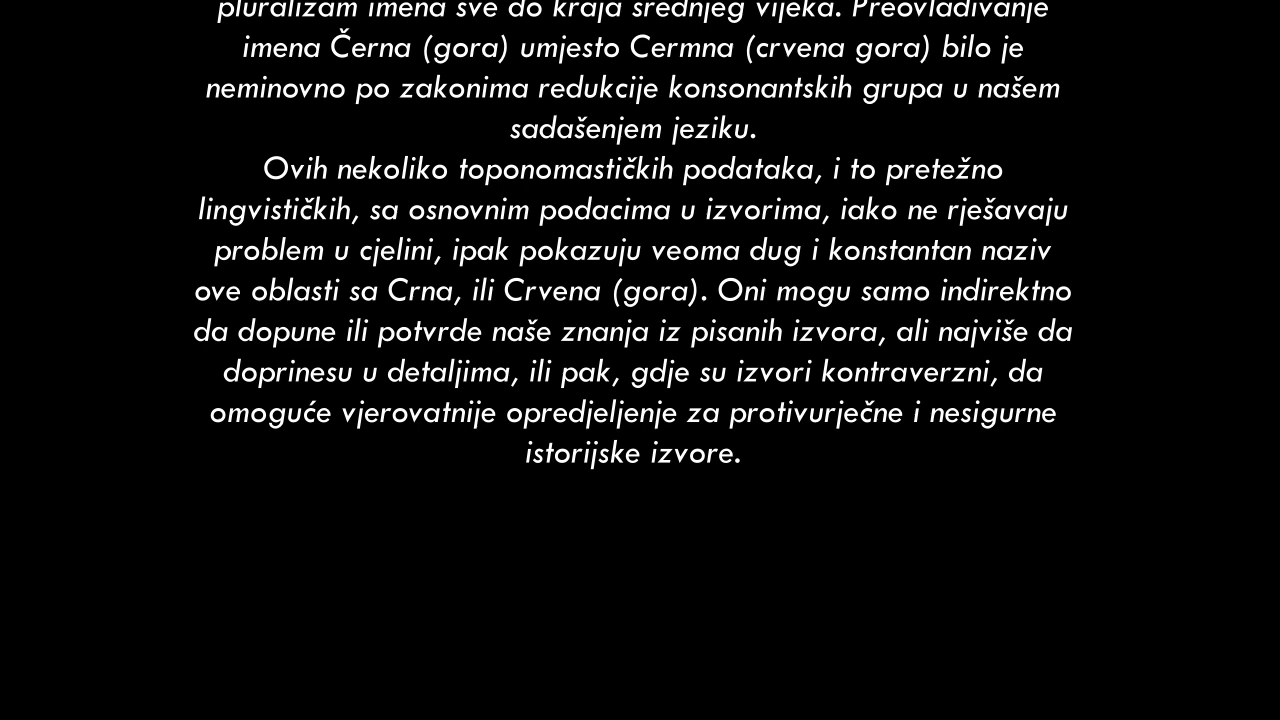 pluralizam imena sve do kraja srednjeg vijeka. Preovlađivanje
imena Černa (gora) umjesto Cermna (crvena gora) bilo je
neminovno po zakonima redukcije konsonantskih grupa u našem
sadašenjem jeziku.
Ovih nekoliko toponomastičkih podataka, i to pretežno
lingvističkih, sa osnovnim podacima u izvorima, iako ne rješavaju
problem u cjelini, ipak pokazuju veoma dug i konstantan naziv
ove oblasti sa Crna, ili Crvena (gora). Oni mogu samo indirektno
da dopune ili potvrde naše znanja iz pisanih izvora, ali najviše da
doprinesu u detaljima, ili pak, gdje su izvori kontraverzni, da
omoguće vjerovatnije opredjeljenje za protivurječne i nesigurne
istorijske izvore.